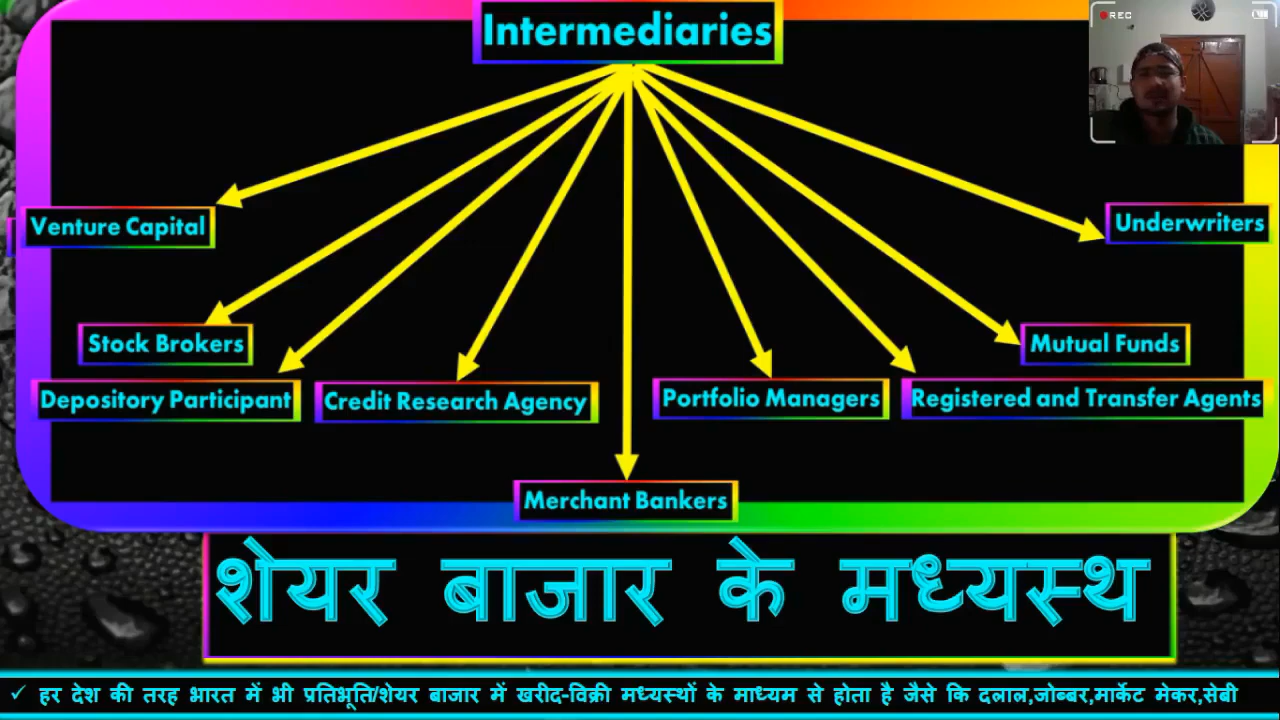 Intermediaries
REC
Venture Capital
Underwriters
Stock Brokers
Mutual Funds
Depository Participant
Credit Research Agency
Portfolio Managers
Registered and Transfer Agents
Merchant Bankers
शेयर बाजार के मध्यस्थ
✓ हर देश की तरह भारत में भी प्रतिभूति/शेयर बाजार में खरीद-विक्री मध्यस्थों के माध्यम से होता है जैसे कि दलाल,जोब्बर,मार्केट मेकर,सेबी